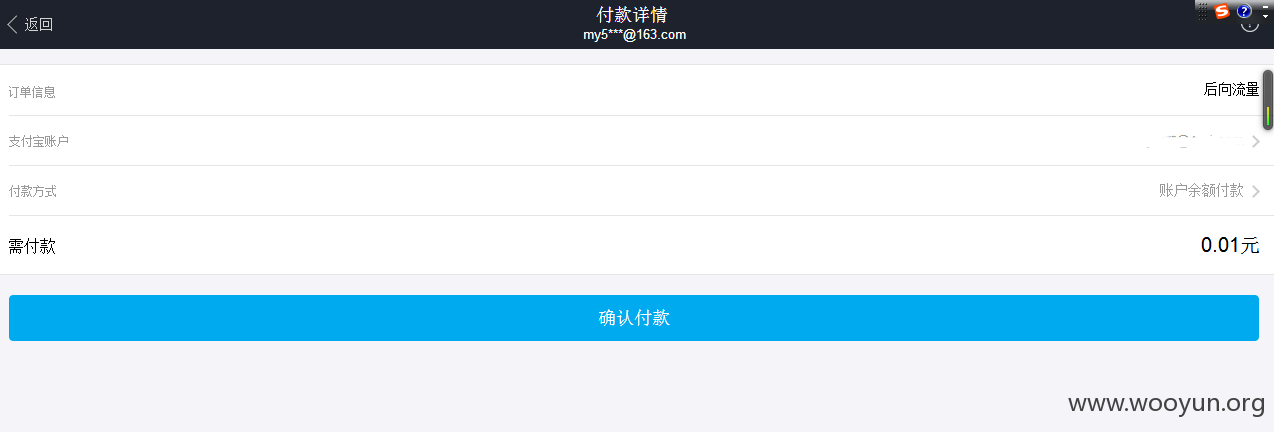 返回
付款详情
my5***@163.com
订单信息
后向流量
支付宝账户
付款方式
账户余额付款
需付款
0.01元
确认付款
www.wooyun.org